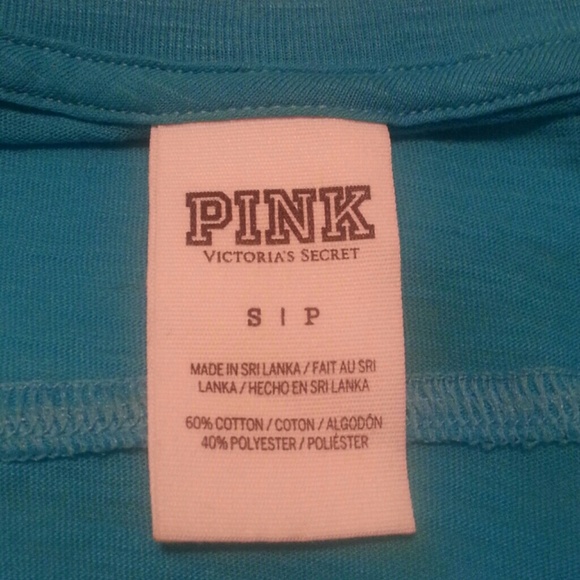 PINK
VICTORIA'S SECRET
S | P
MADE IN SRI LANKA / FAIT AU SRI
LANKA / HECHO EN SRI LANKA
60% COTTON / COTON / ALGODÓN
40% POLYESTER / POLIÉSTER